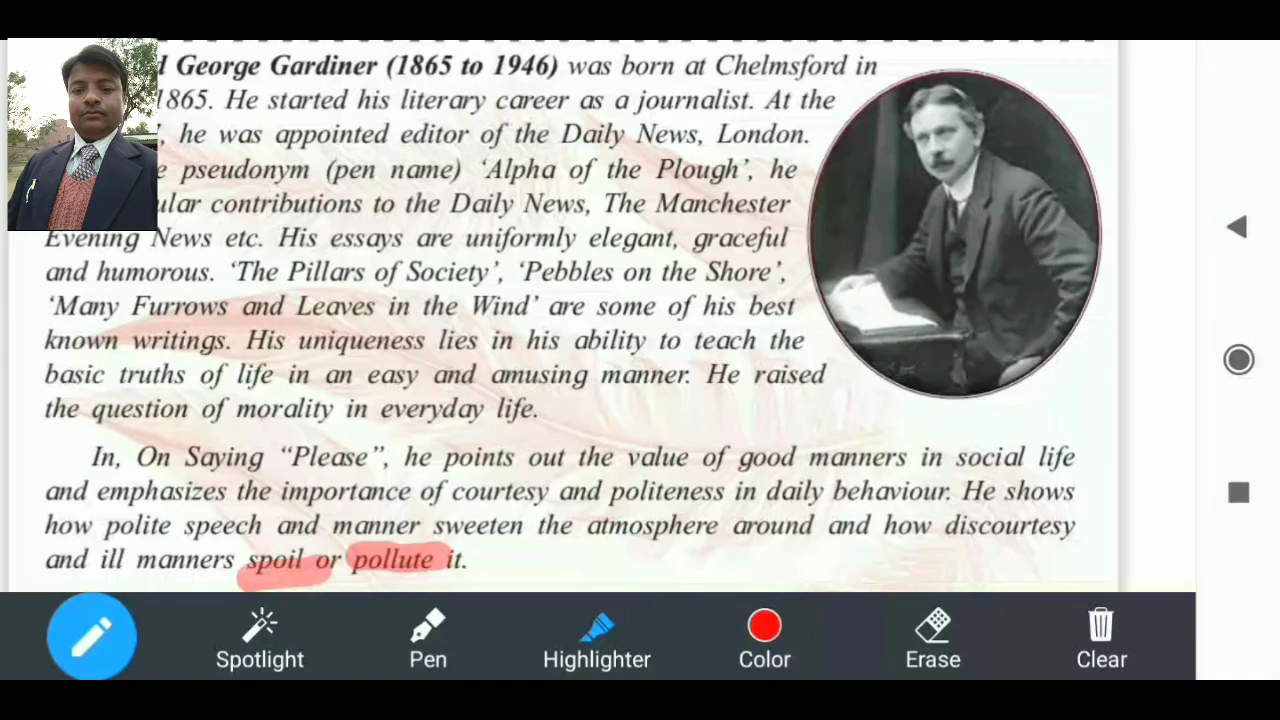 George Gardiner (1865 to 1946) was born at Chelmsford in
1865. He started his literary career as a journalist. At the
, he was appointed editor of the Daily News, London.
pseudonym (pen name) ‘Alpha of the Plough’, he
contributions to the Daily News, The Manchester
Evening News etc. His essays are uniformly elegant, graceful
and humorous. ‘The Pillars of Society’, ‘Pebbles on the Shore’,
‘Many Furrows and Leaves in the Wind’ are some of his best
known writings. His uniqueness lies in his ability to teach the
basic truths of life in an easy and amusing manner. He raised
the question of morality in everyday life.
In, On Saying “Please”, he points out the value of good manners in social life
and emphasizes the importance of courtesy and politeness in daily behaviour. He shows
how polite speech and manner sweeten the atmosphere around and how discourtesy
and ill manners spoil or pollute it.
Spotlight Pen Highlighter Color Erase Clear